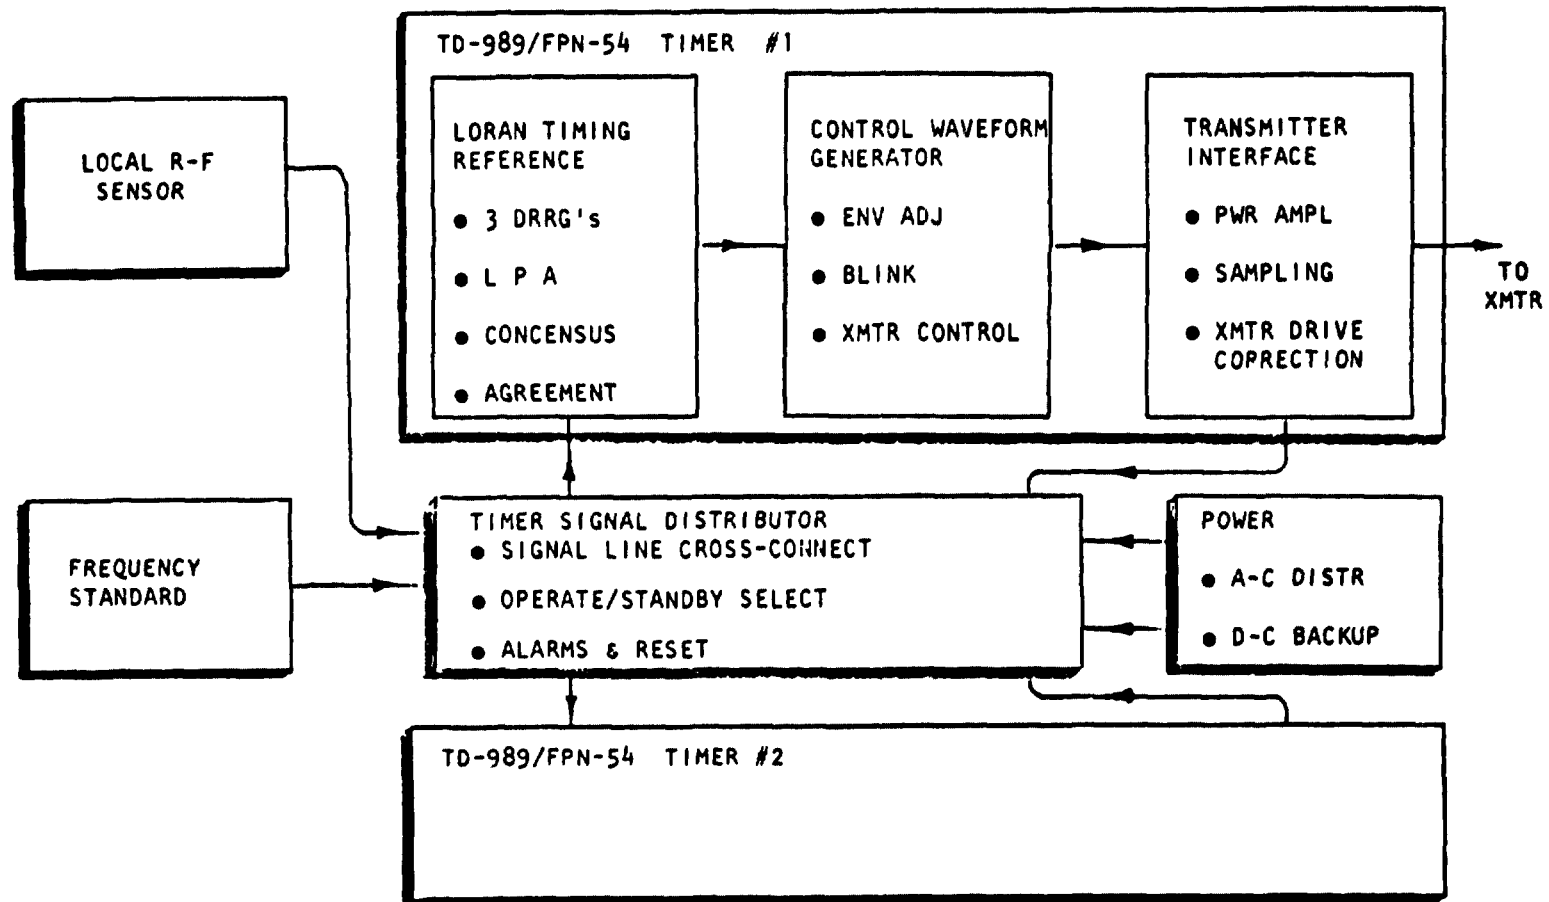 TD-989/FPN-54 TIMER #1
LOCAL R-F
SENSOR
LORAN TIMING
REFERENCE
● 3 DRRG's
● L P A
● CONCENSUS
● AGREEMENT
CONTROL WAVEFORM
GENERATOR
● ENV ADJ
● BLINK
● XMTR CONTROL
TRANSMITTER
INTERFACE
● PWR AMPL
● SAMPLING
● XMTR DRIVE
COPRECTION
TO
XMTR
FREQUENCY
STANDARD
TIMER SIGNAL DISTRIBUTOR
● SIGNAL LINE CROSS-CONNECT
● OPERATE/STANDBY SELECT
● ALARMS & RESET
POWER
● A-C DISTR
● D-C BACKUP
TD-989/FPN-54 TIMER #2